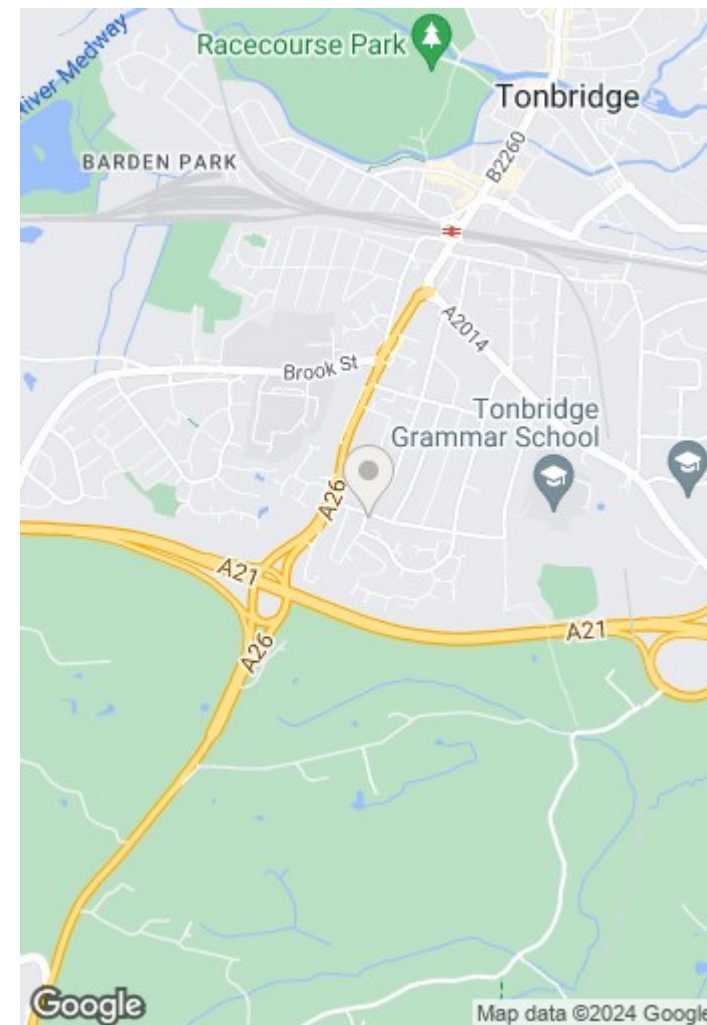 River Medway
Racecourse Park
Tonbridge
BARDEN PARK
B2260
A2014
Brook St
Tonbridge
Grammar School
A26
A21
A21
A26
Google
Map data ©2024 Google